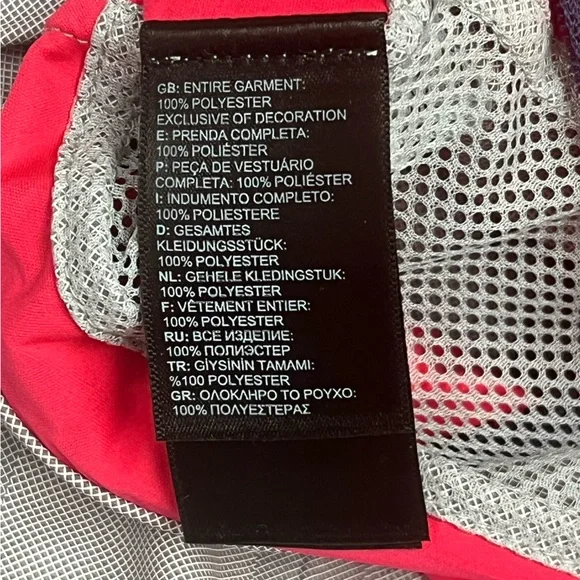 GB: ENTIRE GARMENT:
100% POLYESTER
EXCLUSIVE OF DECORATION
E: PRENDA COMPLETA:
100% POLIÉSTER
P: PEÇA DE VESTUÁRIO
COMPLETA: 100% POLIÉSTER
I: INDUMENTO COMPLETO:
100% POLIESTERE
D: GESAMTES
KLEIDUNGSSTÜCK:
100% POLYESTER
NL: GEHELE KLEDINGSTUK:
100% POLYESTER
F: VÊTEMENT ENTIER:
100% POLYESTER
RU: ВСЕ ИЗДЕЛИЕ:
100% ПОЛИЭСТЕР
TR: GİYSİNİN TAMAMI:
%100 POLYESTER
GR: ΟΛΟΚΛΗΡΟ ΤΟ ΡΟΥΧΟ:
100% ΠΟΛΥΕΣΤΕΡΑΣ